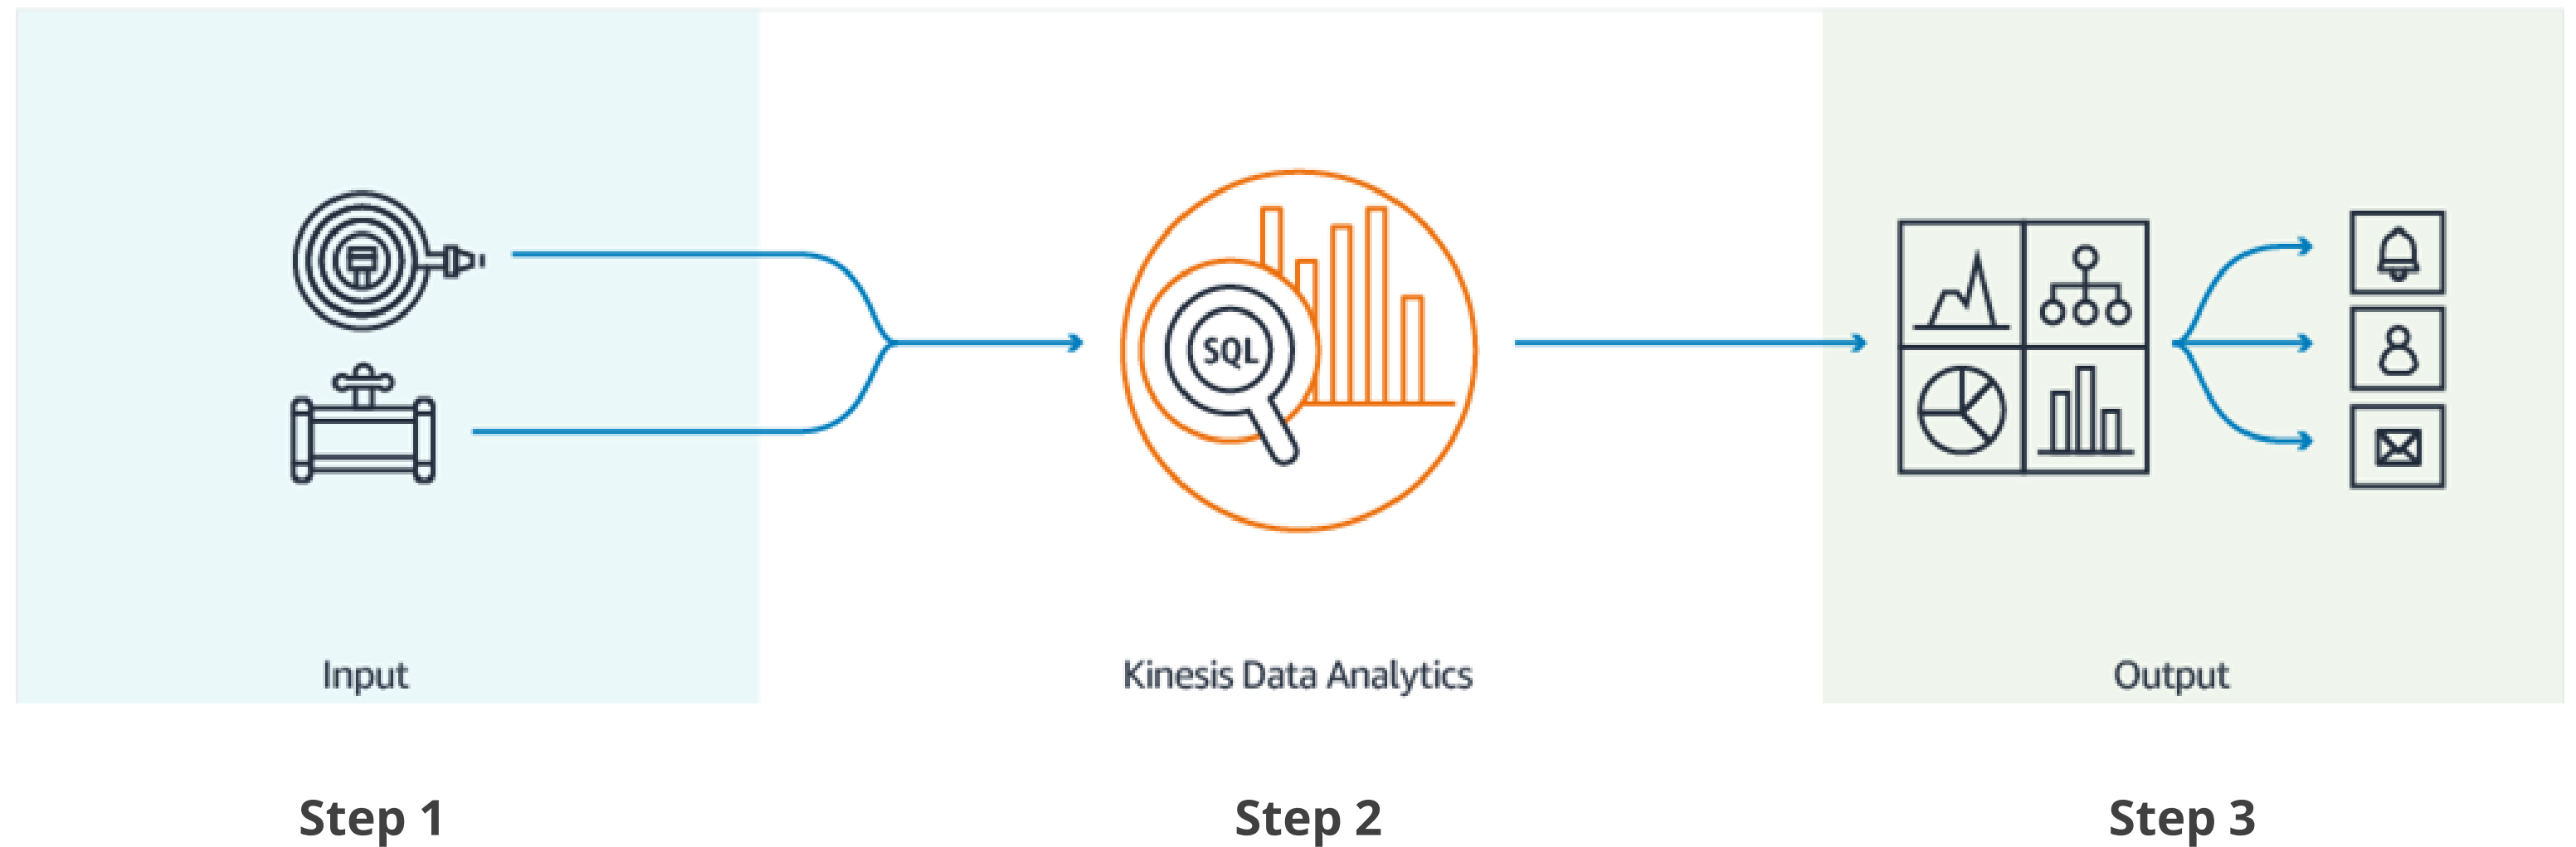 SQL
Input
Kinesis Data Analytics
Output
Step 1
Step 2
Step 3